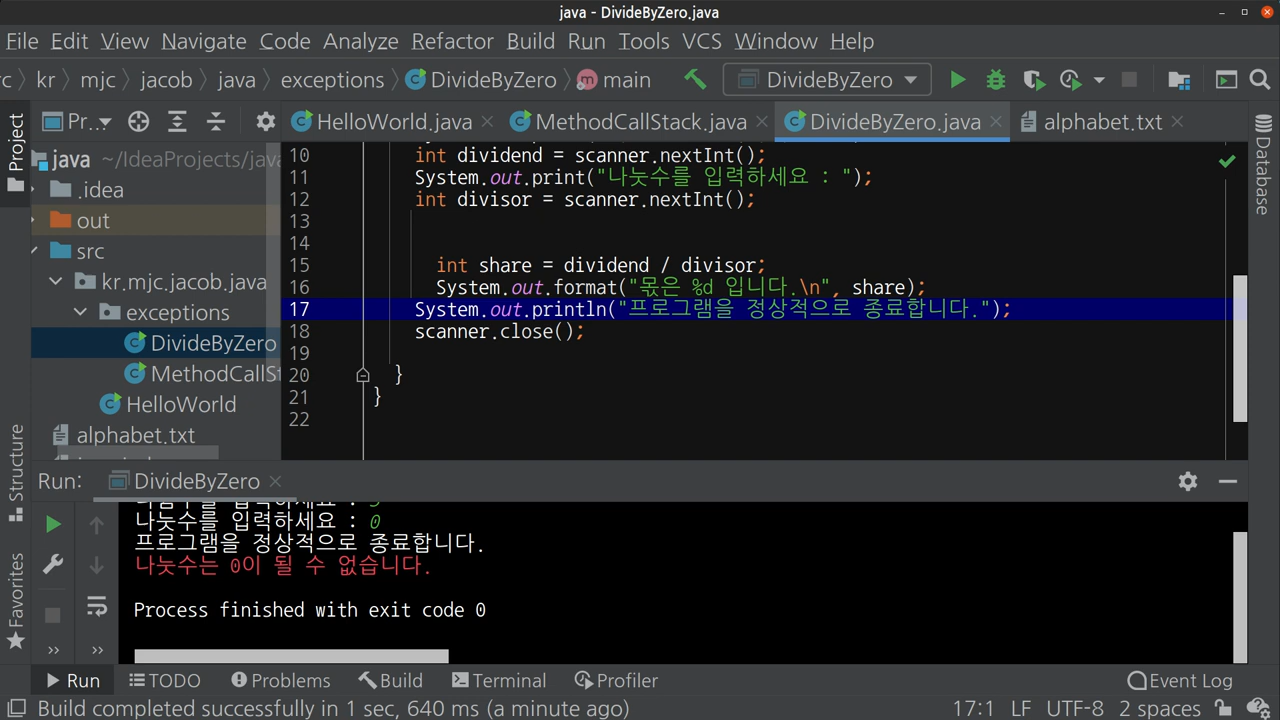 java - DivideByZero.java
File Edit View Navigate Code Analyze Refactor Build Run Tools VCS Window Help
rc kr mjc jacob java exceptions DivideByZero main DivideByZero
Project
Pr...
HelloWorld.java
MethodCallStack.java
DivideByZero.java
alphabet.txt
Database
java ~/IdeaProjects/java
.idea
out
src
kr.mjc.jacob.java
exceptions
DivideByZero
MethodCallSt
HelloWorld
alphabet.txt
10 int dividend = scanner.nextInt();
11 System.out.print("나눗수를 입력하세요 : ");
12 int divisor = scanner.nextInt();
13
14
15 int share = dividend / divisor;
16 System.out.format("몫은 %d 입니다.\n", share);
17 System.out.println("프로그램을 정상적으로 종료합니다.");
18 scanner.close();
19
20 }
21 }
22
Structure
Favorites
Run: DivideByZero
나눗수를 입력하세요 : 0
프로그램을 정상적으로 종료합니다.
나눗수는 0이 될 수 없습니다.
Process finished with exit code 0
Run TODO Problems Build Terminal Profiler Event Log
Build completed successfully in 1 sec, 640 ms (a minute ago) 17:1 LF UTF-8 2 spaces